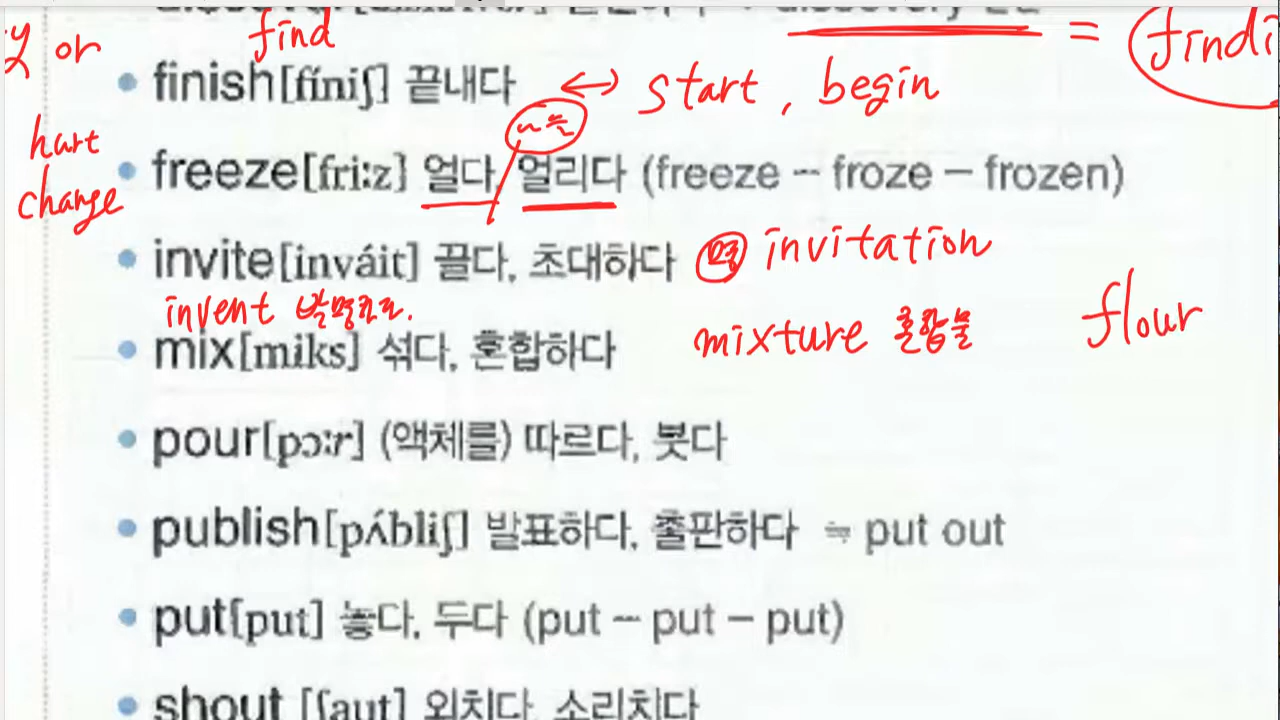 discovery
y or find = findi
finish[fíniʃ] 끝내다 ↔ start, begin
hurt
change
freeze[fri:z] 얼다, 얼리다 (freeze – froze – frozen)
invite[inváit] 끌다, 초대하다 명 invitation
invent 발명하다.
mix[miks] 섞다, 혼합하다 mixture 혼합물 flour
pour[pɔ:r] (액체를) 따르다, 붓다
publish[pʌ́bliʃ] 발표하다, 출판하다 ≒ put out
put[put] 놓다, 두다 (put – put – put)
shout [ʃaut] 외치다, 소리치다